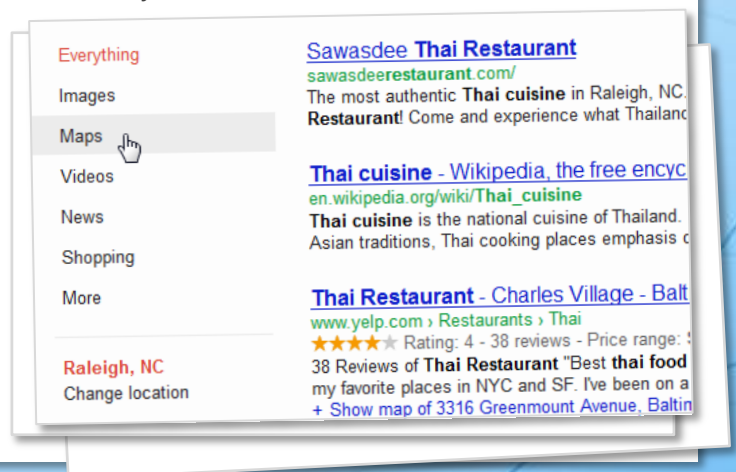 Everything
Images
Maps
Videos
News
Shopping
More
Raleigh, NC
Change location
Sawasdee Thai Restaurant
sawasdeerestaurant.com/
The most authentic Thai cuisine in Raleigh, NC.
Restaurant! Come and experience what
Thai cuisine - Wikipedia, the free
en.wikipedia.org/wiki/Thai_cuisine
Thai cuisine is the national cuisine of Thailand.
Asian traditions, Thai cooking places emphasis
Thai Restaurant - Charles Village -
www.yelp.com › Restaurants › Thai
Rating: 4 - 38 reviews - Price range:
38 Reviews of Thai Restaurant "Best thai food
my favorite places in NYC and SF. I've been on a
+ Show map of 3316 Greenmount Avenue,